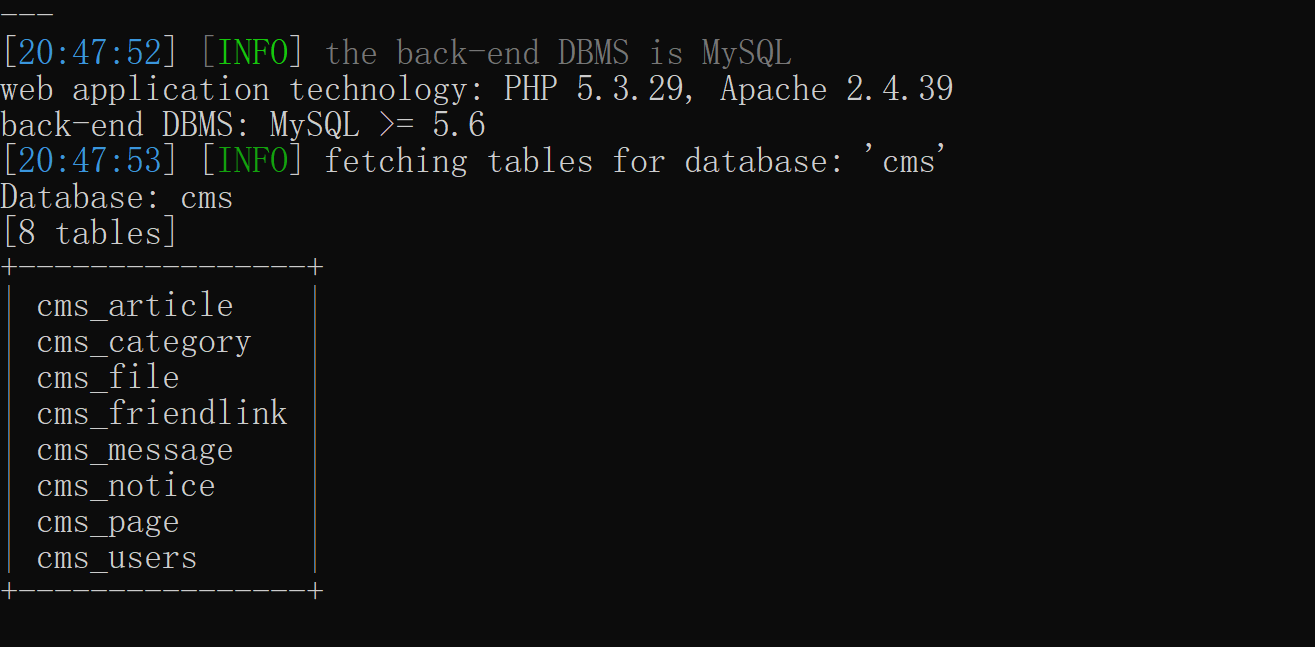 ---
[20:47:52] [INFO] the back-end DBMS is MySQL
web application technology: PHP 5.3.29, Apache 2.4.39
back-end DBMS: MySQL >= 5.6
[20:47:53] [INFO] fetching tables for database: 'cms'
Database: cms
[8 tables]
+----------------+
| cms_article    |
| cms_category   |
| cms_file       |
| cms_friendlink |
| cms_message    |
| cms_notice     |
| cms_page       |
| cms_users      |
+----------------+